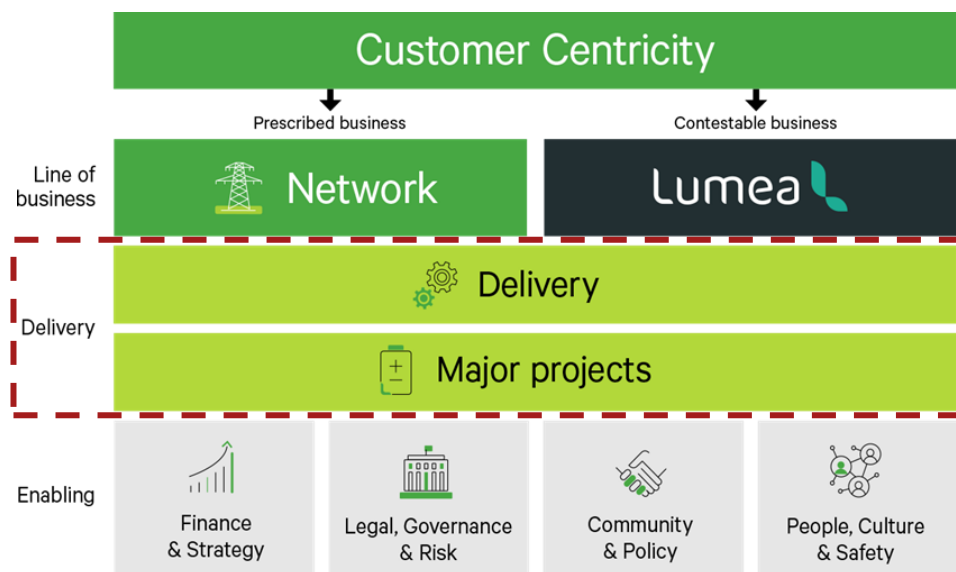 Customer Centricity
Prescribed business
Contestable business
Line of
business
Network
Lumea
Delivery
Delivery
Major projects
Enabling
Finance
& Strategy
Legal, Governance
& Risk
Community
& Policy
People, Culture
& Safety